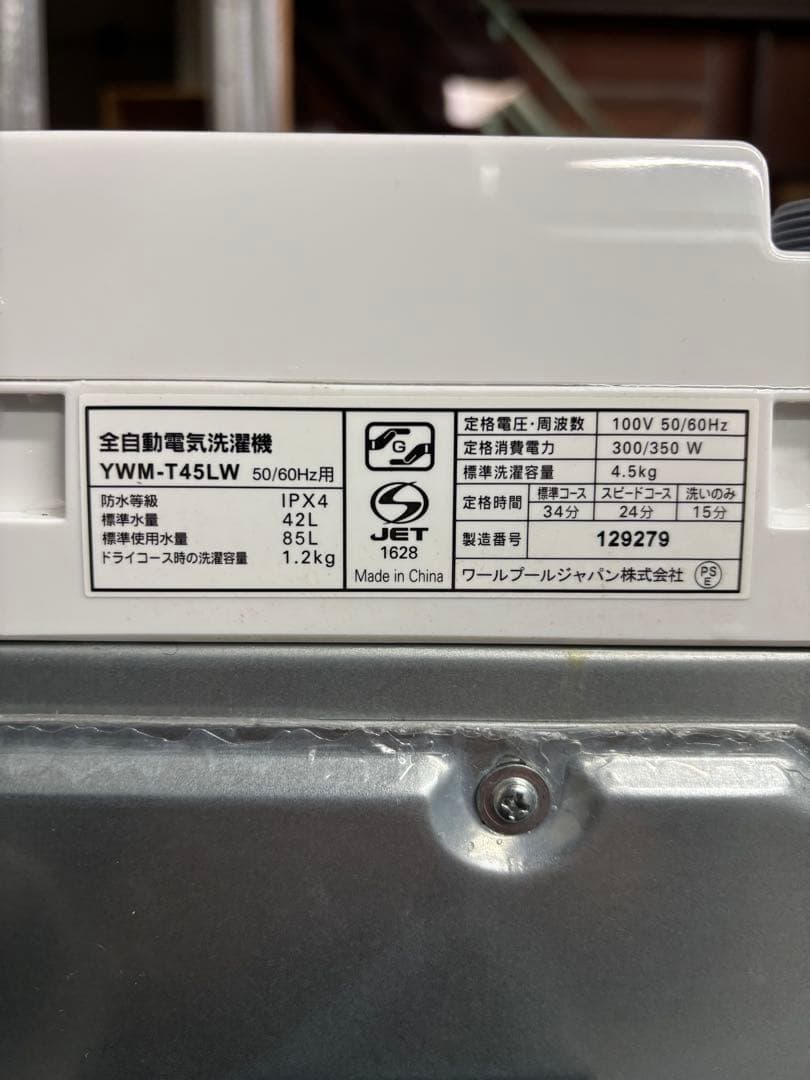 全自動電気洗濯機
YWM-T45LW 50/60Hz用
防水等級 IPX4
標準水量 42L
標準使用水量 85L
ドライコース時の洗濯容量 1.2kg
G
JET
1628
Made in China
定格電圧・周波数 100V 50/60Hz
定格消費電力 300/350 W
標準洗濯容量 4.5kg
定格時間 標準コース スピードコース 洗いのみ
34分 24分 15分
製造番号 129279
ワールプールジャパン株式会社 PS
E